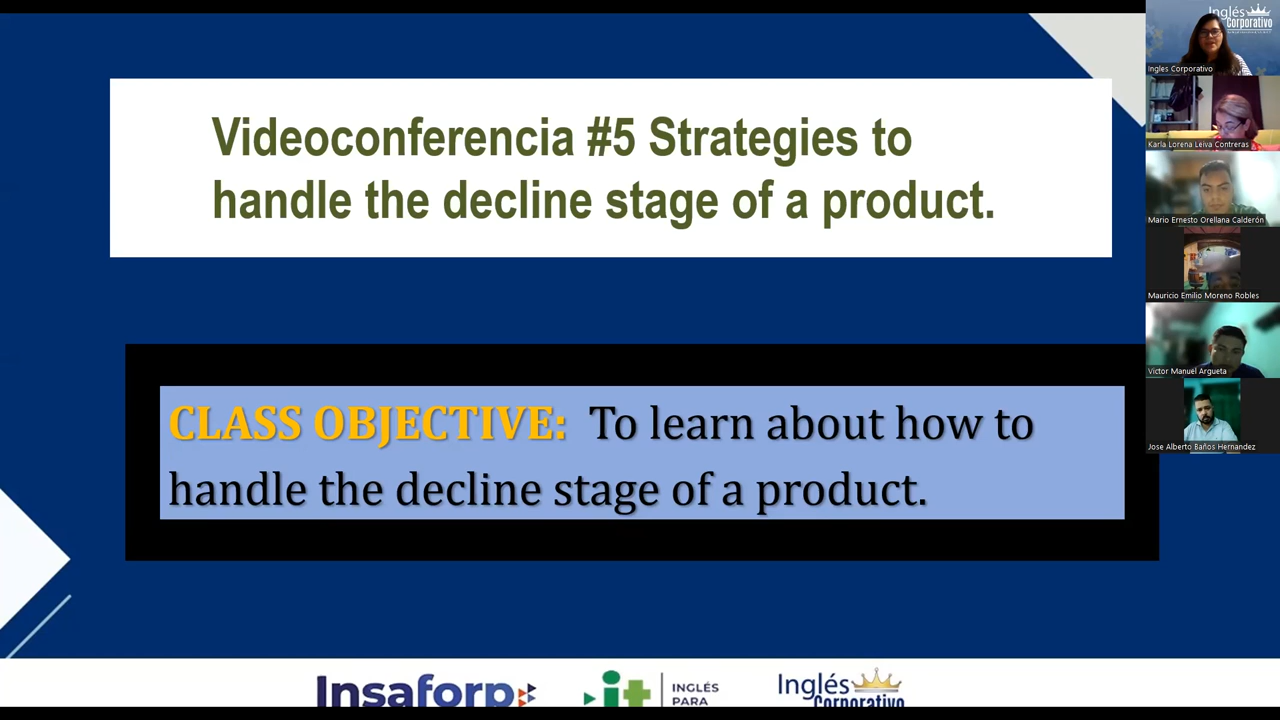 Videoconferencia #5 Strategies to
handle the decline stage of a product.
CLASS OBJECTIVE: To learn about how to
handle the decline stage of a product.
Insaforp
it
INGLÉS
PARA
Inglés
Corporativo
Inglés
Corporativo
Ingles Corporativo
Karla Lorena Leiva Contreras
Mario Ernesto Orellana Calderón
Mauricio Emilio Moreno Robles
Victor Manuel Argueta
Jose Alberto Baños Hernandez